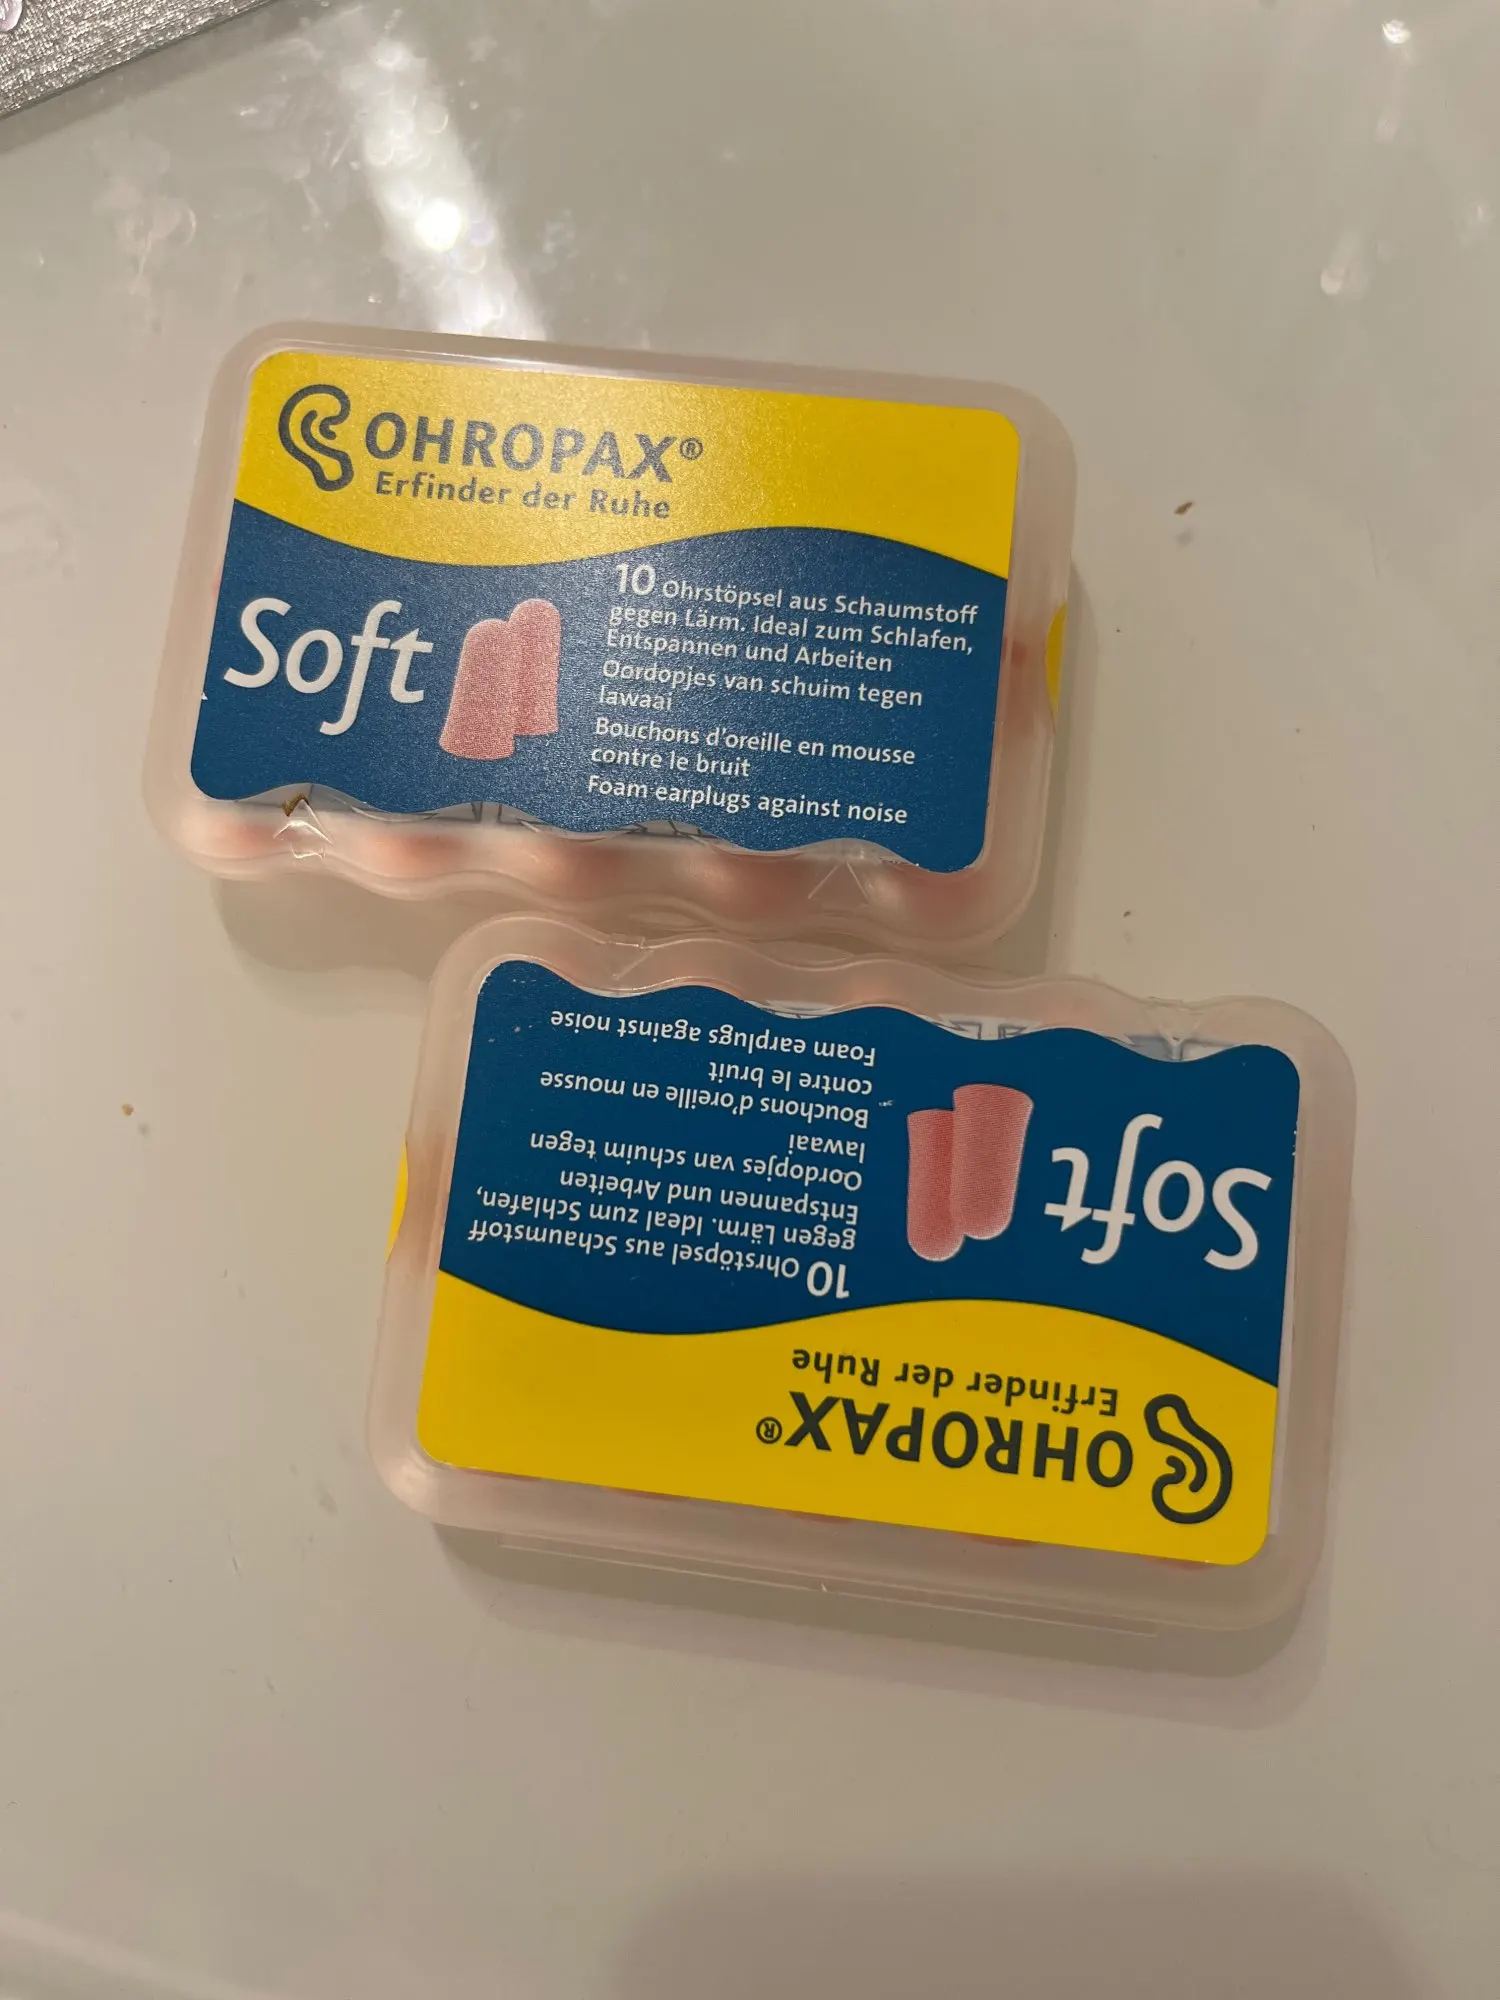 OHROPAX®
Erfinder der Ruhe
Soft
10 Ohrstöpsel aus Schaumstoff
gegen Lärm. Ideal zum Schlafen,
Entspannen und Arbeiten
Oordopjes van schuim tegen
lawaai
Bouchons d'oreille en mousse
contre le bruit
Foam earplugs against noise
OHROPAX®
Erfinder der Ruhe
Soft
10 Ohrstöpsel aus Schaumstoff
gegen Lärm. Ideal zum Schlafen,
Entspannen und Arbeiten
Oordopjes van schuim tegen
lawaai
Bouchons d'oreille en mousse
contre le bruit
Foam earplugs against noise